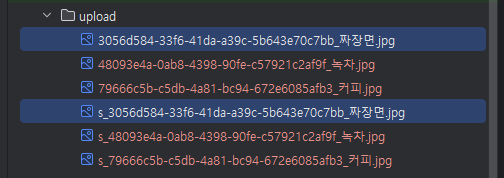 upload
3056d584-33f6-41da-a39c-5b643e70c7bb_짜장면.jpg
48093e4a-0ab8-4398-90fe-c57921c2af9f_녹차.jpg
79666c5b-c5db-4a81-bc94-672e6085afb3_커피.jpg
s_3056d584-33f6-41da-a39c-5b643e70c7bb_짜장면.jpg
s_48093e4a-0ab8-4398-90fe-c57921c2af9f_녹차.jpg
s_79666c5b-c5db-4a81-bc94-672e6085afb3_커피.jpg